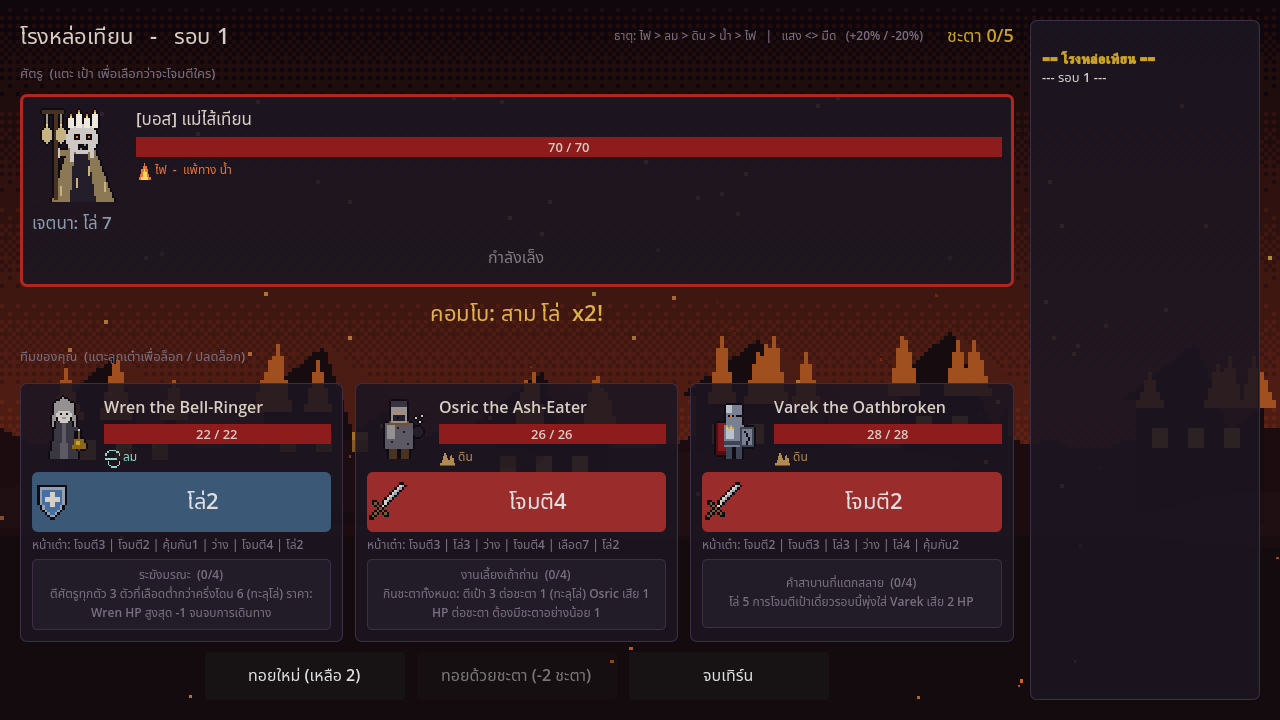 โรงหล่อเทียน - รอบ 1
ธาตุ: ไฟ > ลม > ดิน > น้ำ > ไฟ | แสง <> มืด (+20% / -20%)
ชะตา 0/5
ศัตรู (แตะ เป้า เพื่อเลือกว่าจะโจมตีใคร)
[บอส] แม่ไส้เทียน
70 / 70
ไฟ - แพ้ทาง น้ำ
เจตนา: โล่ 7
กำลังเล็ง
คอมโบ: สาม โล่ x2!
ทีมของคุณ (แตะลูกเต๋าเพื่อล็อก / ปลดล็อก)
Wren the Bell-Ringer
22 / 22
ลม
โล่2
หน้าเต๋า: โจมตี3 | โจมตี2 | คุ้มกัน1 | ว่าง | โจมตี4 | โล่2
ระฆังมรณะ (0/4)
ตีศัตรูทุกตัว 3 ตัวที่เลือดต่ำกว่าครึ่งโดน 6 (ทะลุโล่) ราคา:
Wren HP สูงสุด -1 จนจบการเดินทาง
Osric the Ash-Eater
26 / 26
ดิน
โจมตี4
หน้าเต๋า: โจมตี3 | โล่3 | ว่าง | โจมตี4 | เลือด7 | โล่2
งานเลี้ยงเถ้าถ่าน (0/4)
กินชะตาทั้งหมด: ตีเป้า 3 ต่อชะตา 1 (ทะลุโล่) Osric เสีย 1
HP ต่อชะตา ต้องมีชะตาอย่างน้อย 1
Varek the Oathbroken
28 / 28
ดิน
โจมตี2
หน้าเต๋า: โจมตี2 | โจมตี3 | โล่3 | ว่าง | โล่4 | คุ้มกัน2
คำสาบานที่แตกสลาย (0/4)
โล่ 5 การโจมตีเป้าเดี่ยวรอบนี้พุ่งใส่ Varek เสีย 2 HP
ทอยใหม่ (เหลือ 2)
ทอยด้วยชะตา (-2 ชะตา)
จบเทิร์น
== โรงหล่อเทียน ==
--- รอบ 1 ---